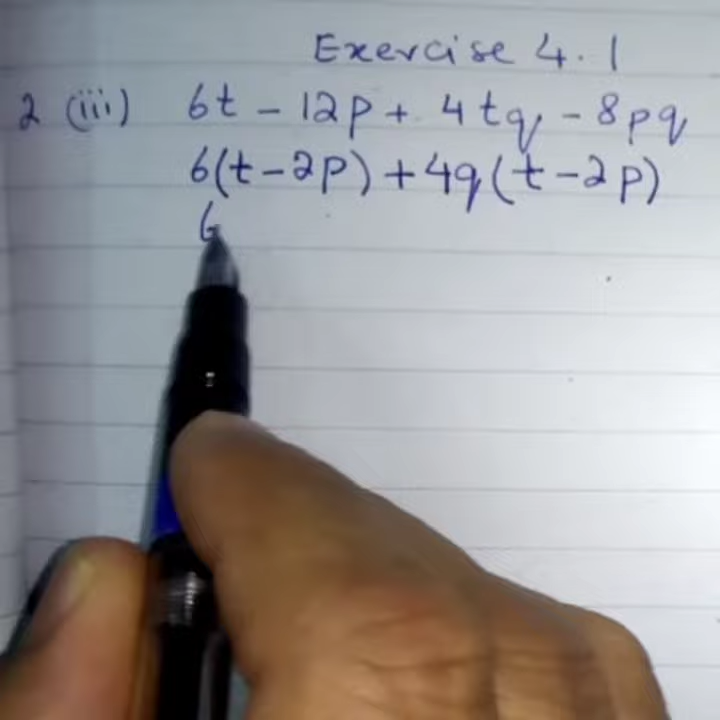 Exercise 4.1
2 (iii) 6t - 12p + 4tq - 8pq
6(t-2p) + 4q(t-2p)
6